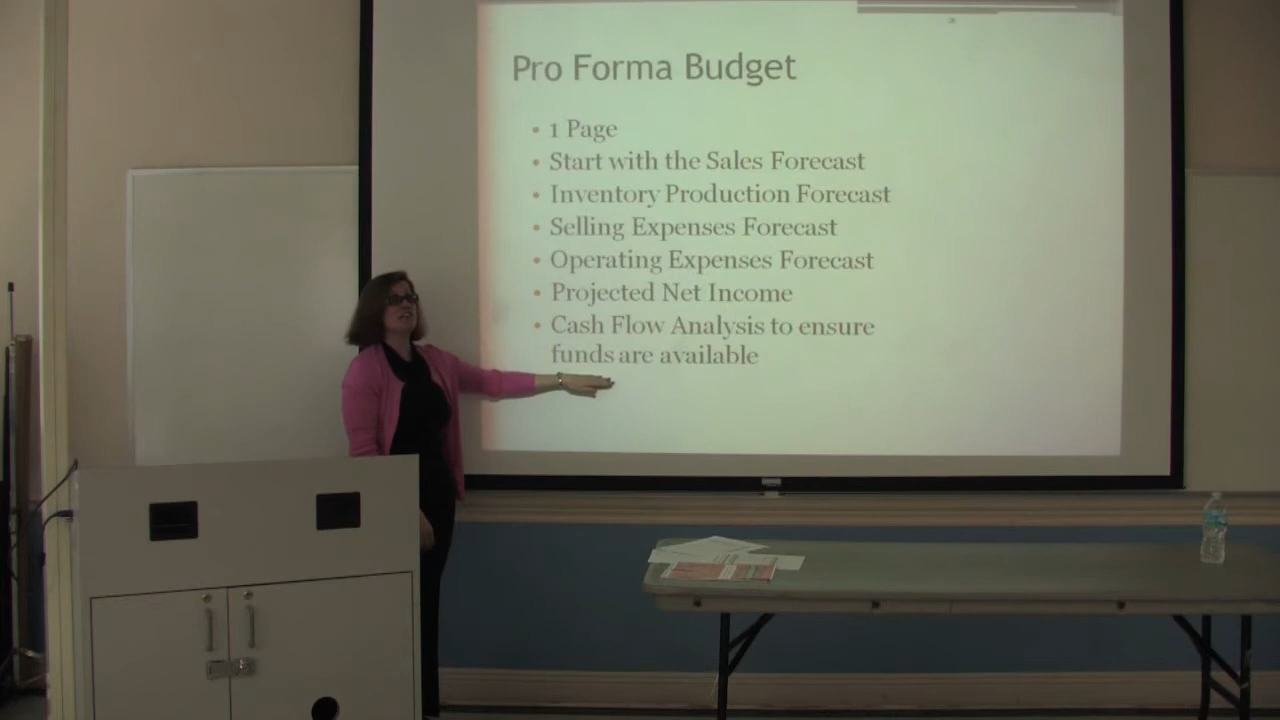 Pro Forma Budget
• 1 Page
• Start with the Sales Forecast
• Inventory Production Forecast
• Selling Expenses Forecast
• Operating Expenses Forecast
• Projected Net Income
• Cash Flow Analysis to ensure
funds are available